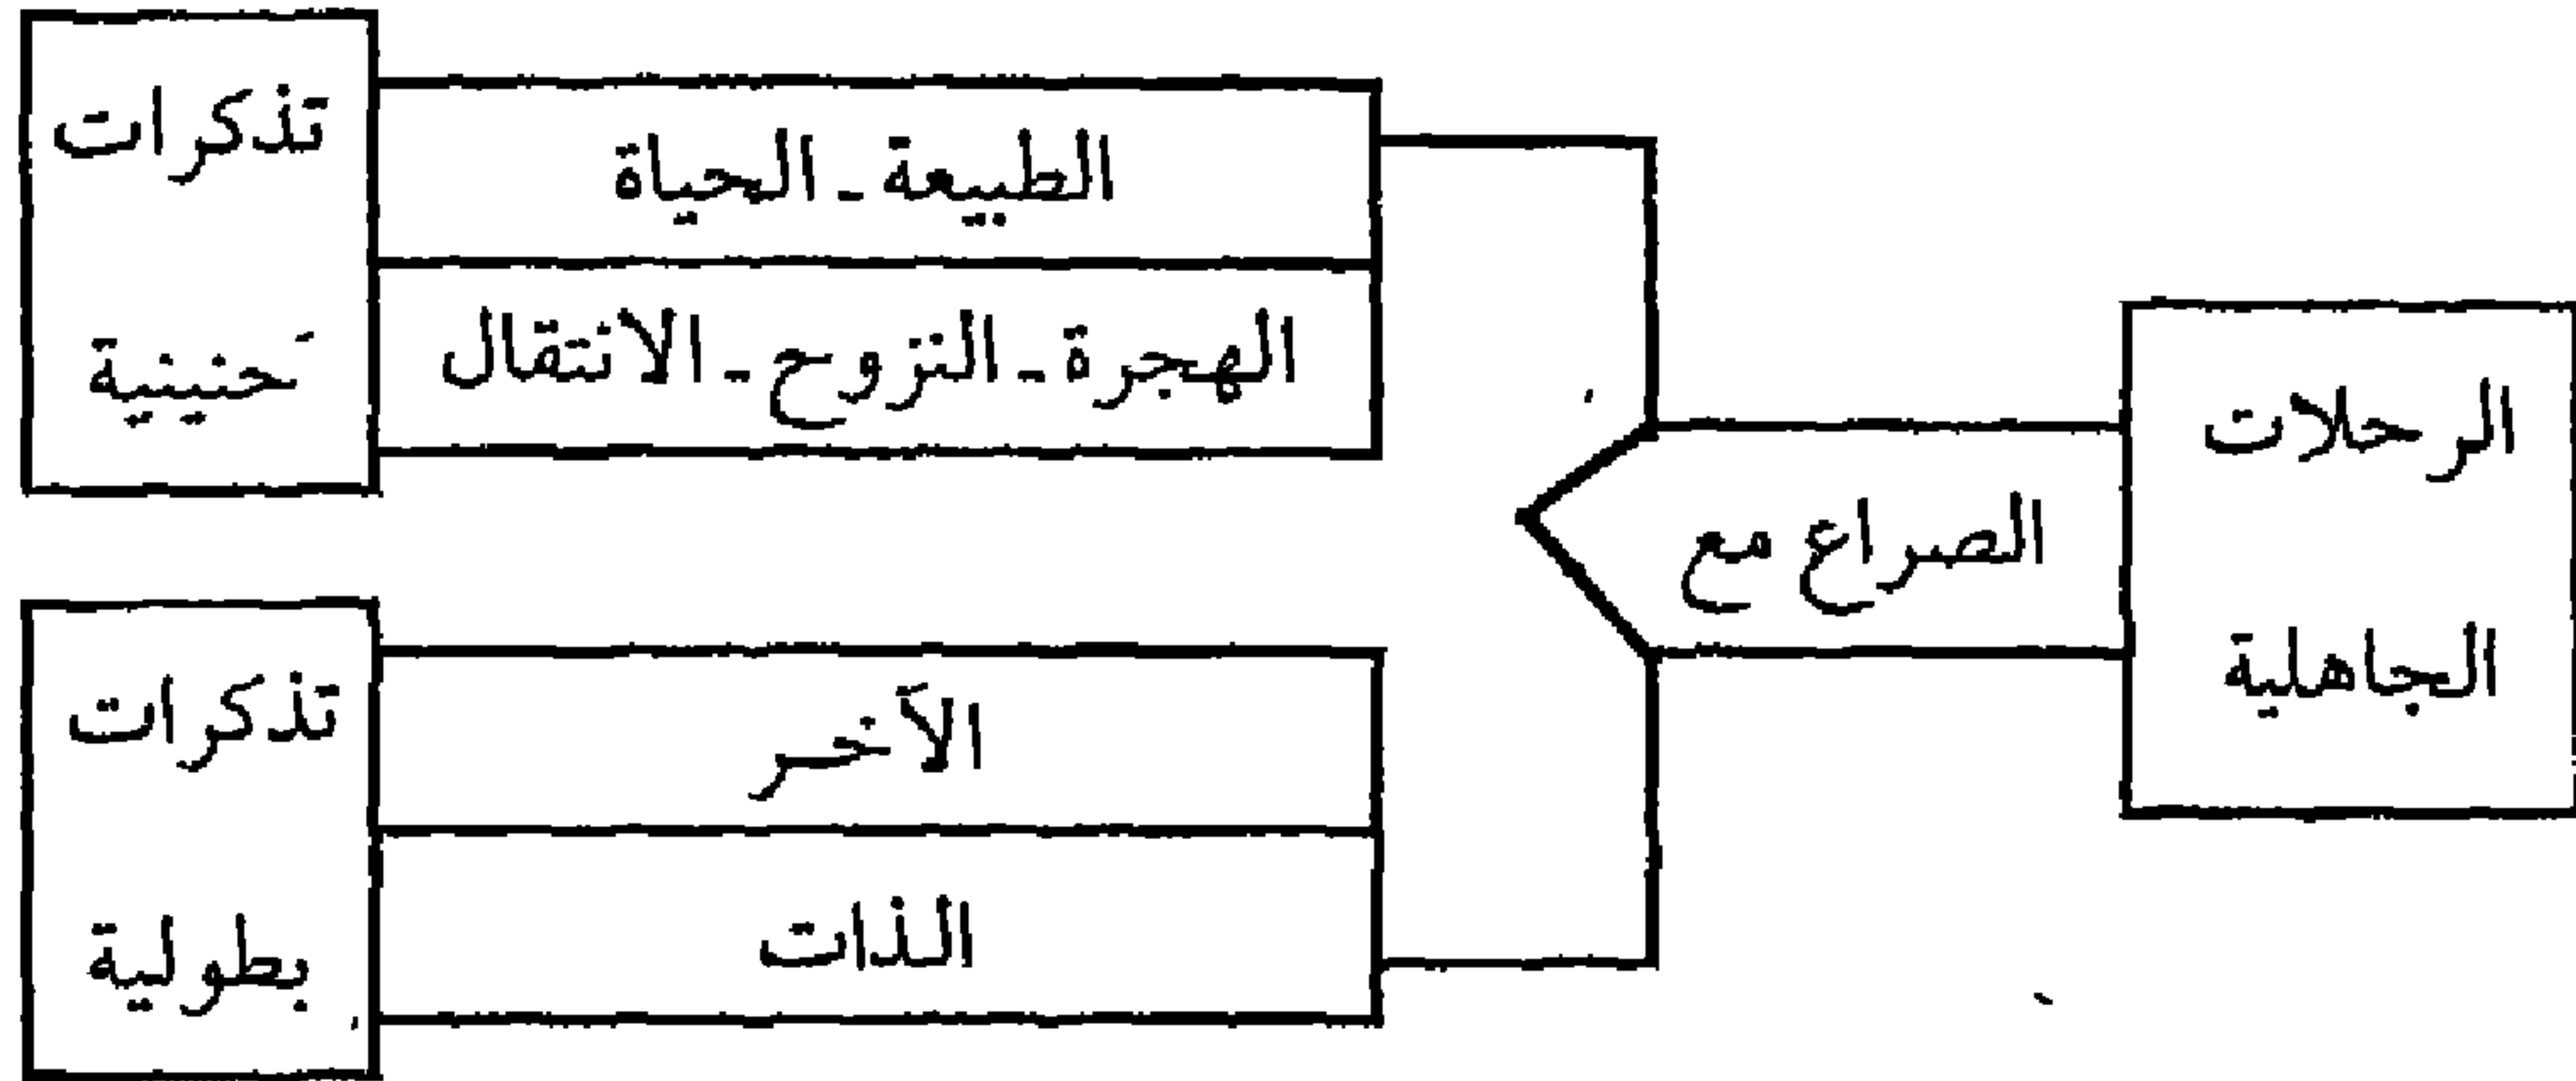 الرحلات
الجاهلية
الصراع مع
الطبيعة - الحياة
الهجرة - النزوح - الانتقال
تذكرات
حنينية
الآخر
الذات
تذكرات
بطولية